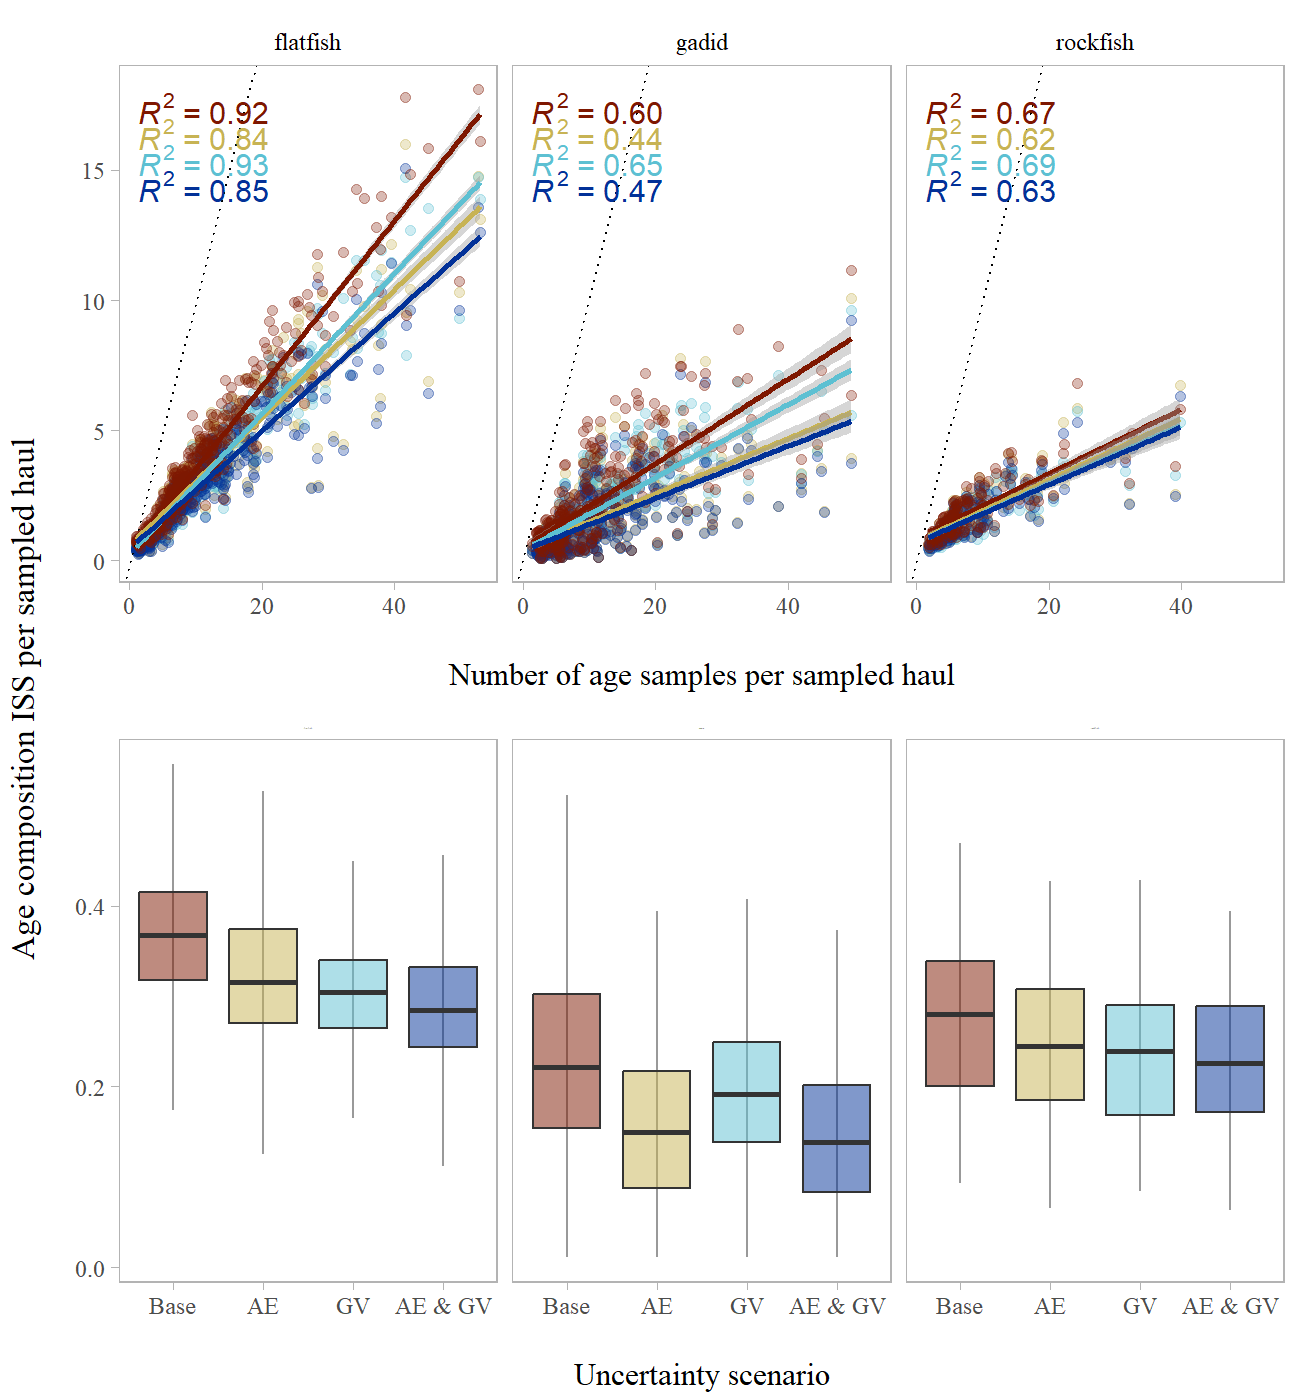 flatfish gadid rockfish
R2 = 0.92 R2 = 0.60 R2 = 0.67
R2 = 0.84 R2 = 0.44 R2 = 0.62
R2 = 0.93 R2 = 0.65 R2 = 0.69
R2 = 0.85 R2 = 0.47 R2 = 0.63
15
10
5
0
0 20 40 0 20 40 0 20 40
Number of age samples per sampled haul
Age composition ISS per sampled haul
0.4
0.2
0.0
Base AE GV AE & GV Base AE GV AE & GV Base AE GV AE & GV
Uncertainty scenario